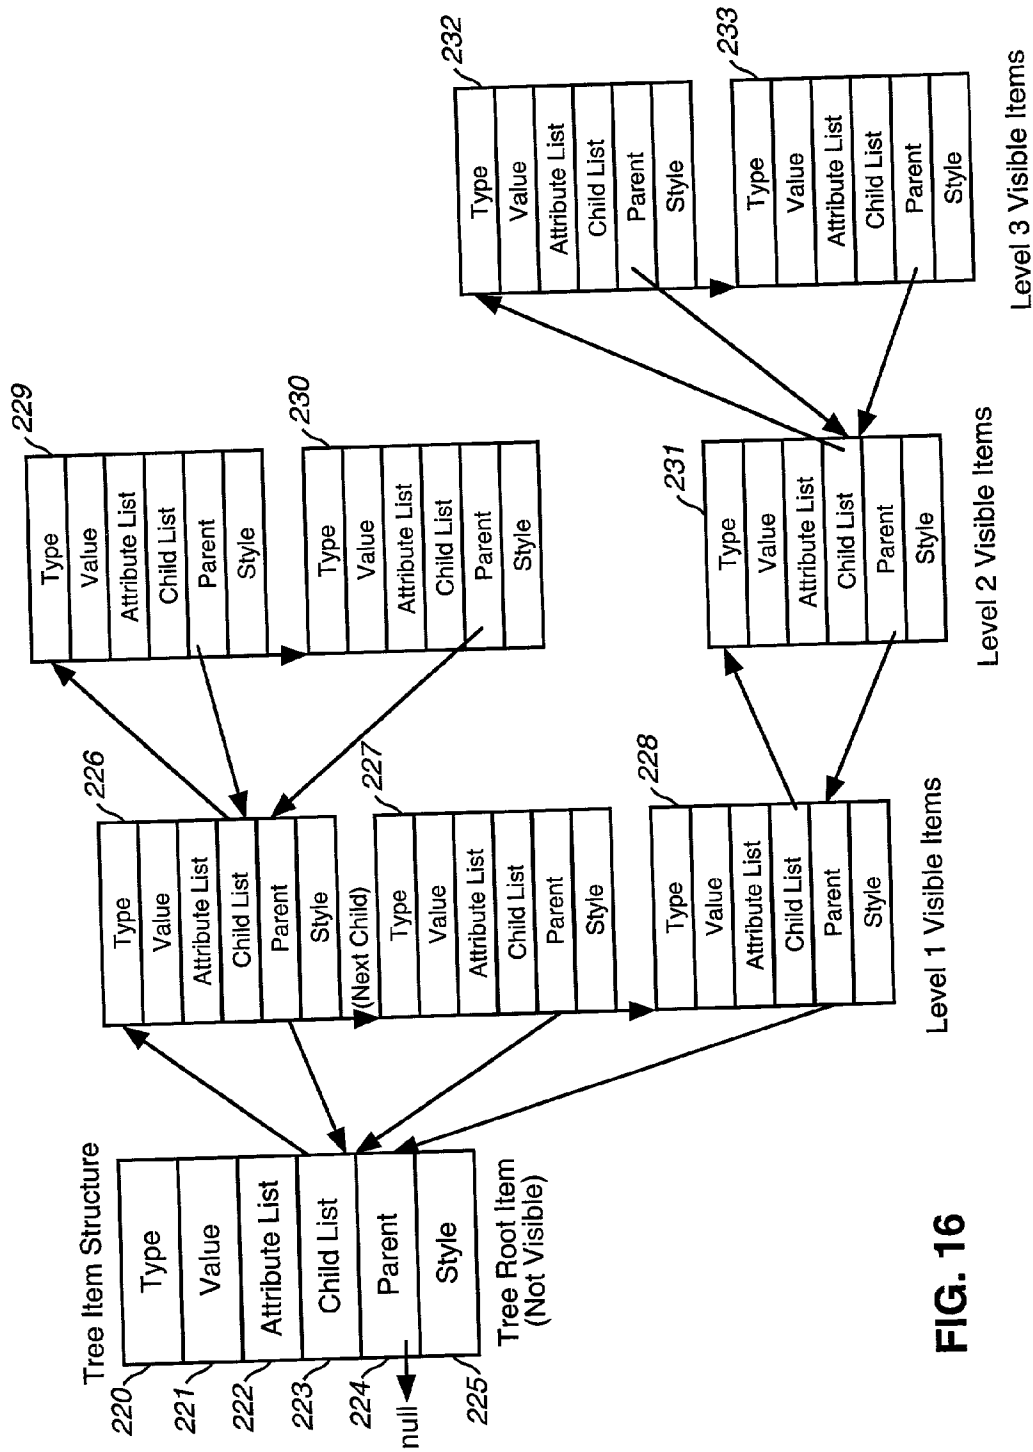 Tree Item Structure
220
Type
221
Value
222
Attribute List
223
Child List
224
Parent
null
225
Style
Tree Root Item
(Not Visible)
226
Type
Value
Attribute List
Child List
Parent
Style
(Next Child)
227
Type
Value
Attribute List
Child List
Parent
Style
228
Type
Value
Attribute List
Child List
Parent
Style
Level 1 Visible Items
229
Type
Value
Attribute List
Child List
Parent
Style
230
Type
Value
Attribute List
Child List
Parent
Style
231
Type
Value
Attribute List
Child List
Parent
Style
Level 2 Visible Items
232
Type
Value
Attribute List
Child List
Parent
Style
233
Type
Value
Attribute List
Child List
Parent
Style
Level 3 Visible Items
FIG. 16